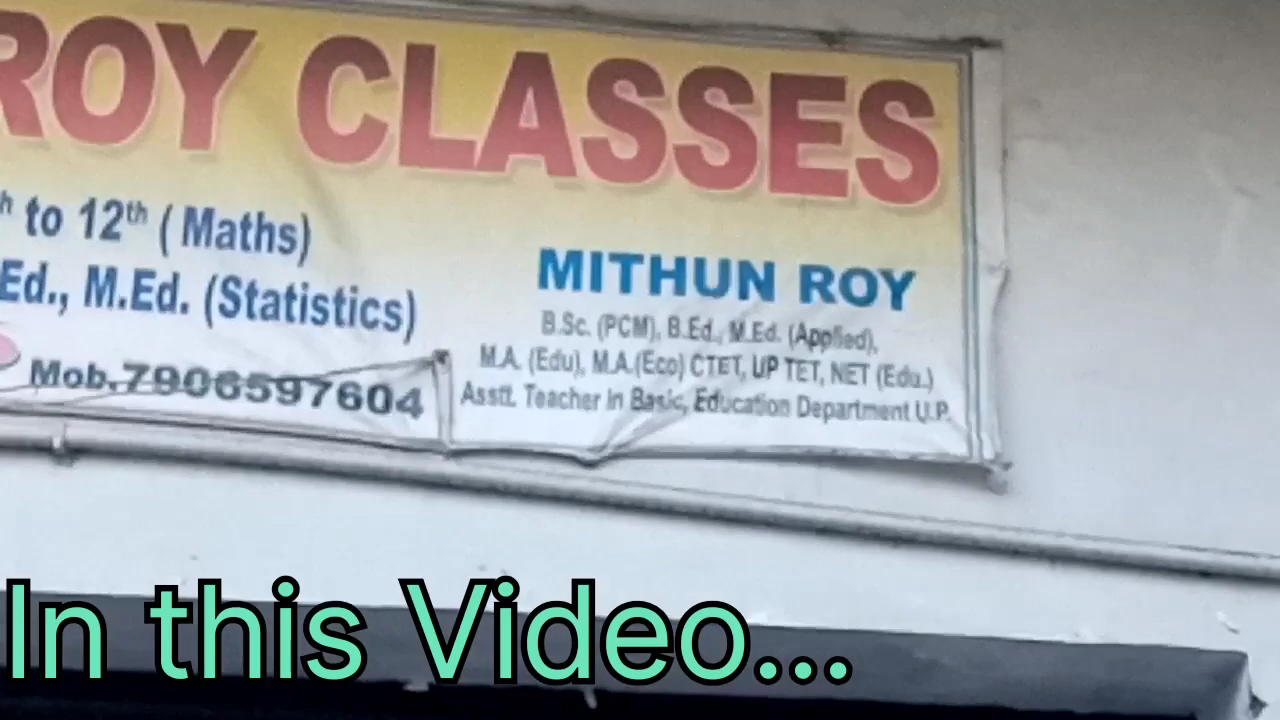 ROY CLASSES
h to 12th ( Maths)
Ed., M.Ed. (Statistics)
Mob.7906597604
MITHUN ROY
B.Sc. (PCM), B.Ed., M.Ed. (Applied),
M.A. (Edu), M.A.(Eco) CTET, UP TET, NET (Edu.)
Asstt. Teacher in Basic, Education Department U.P.
In this Video...